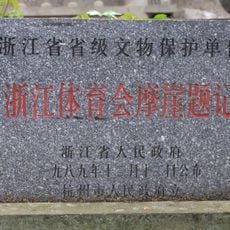 浙江省省级文物保护单
浙江体育会摩崖题记
浙江省人民政府
九八九年十二月十二日公布
杭州市人民政府立